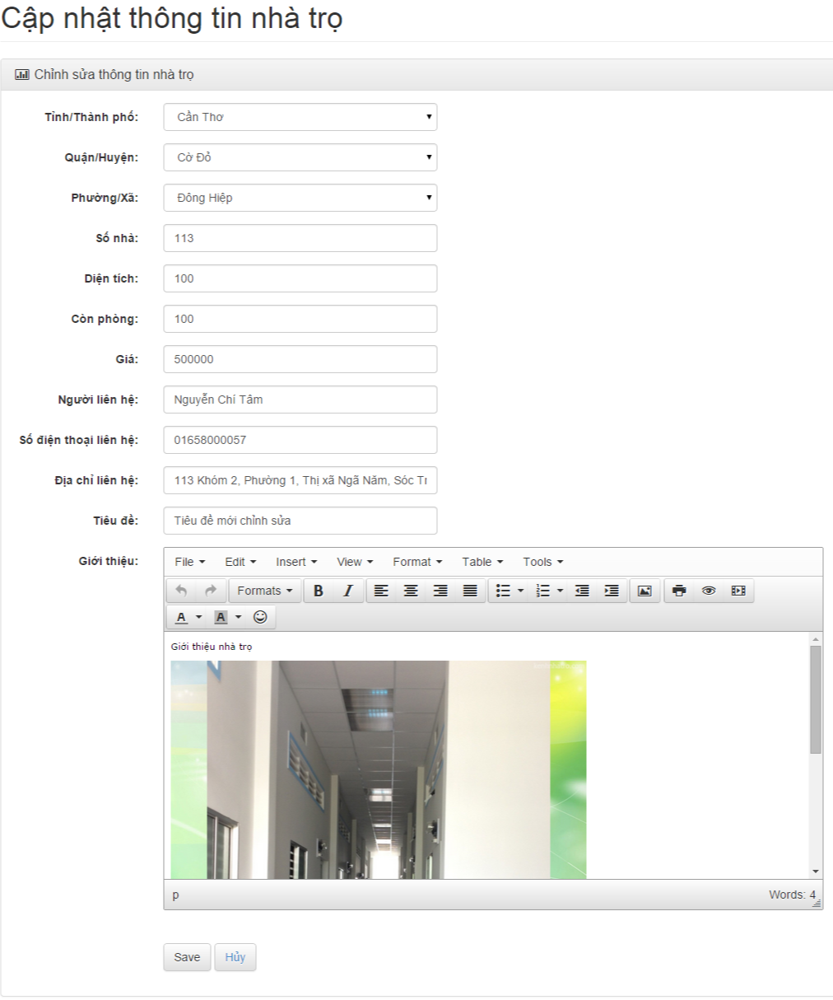 Cập nhật thông tin nhà trọ
Chỉnh sửa thông tin nhà trọ
Tỉnh/Thành phố: Cần Thơ
Quận/Huyện: Cờ Đỏ
Phường/Xã: Đông Hiệp
Số nhà: 113
Diện tích: 100
Còn phòng: 100
Giá: 500000
Người liên hệ: Nguyễn Chí Tâm
Số điện thoại liên hệ: 01658000057
Địa chỉ liên hệ: 113 Khóm 2, Phường 1, Thị xã Ngã Năm, Sóc Tr
Tiêu đề: Tiêu đề mới chỉnh sửa
Giới thiệu: File Edit Insert View Format Table Tools
Formats B I
A A
Giới thiệu nhà trọ
p Words: 4
Save Hủy